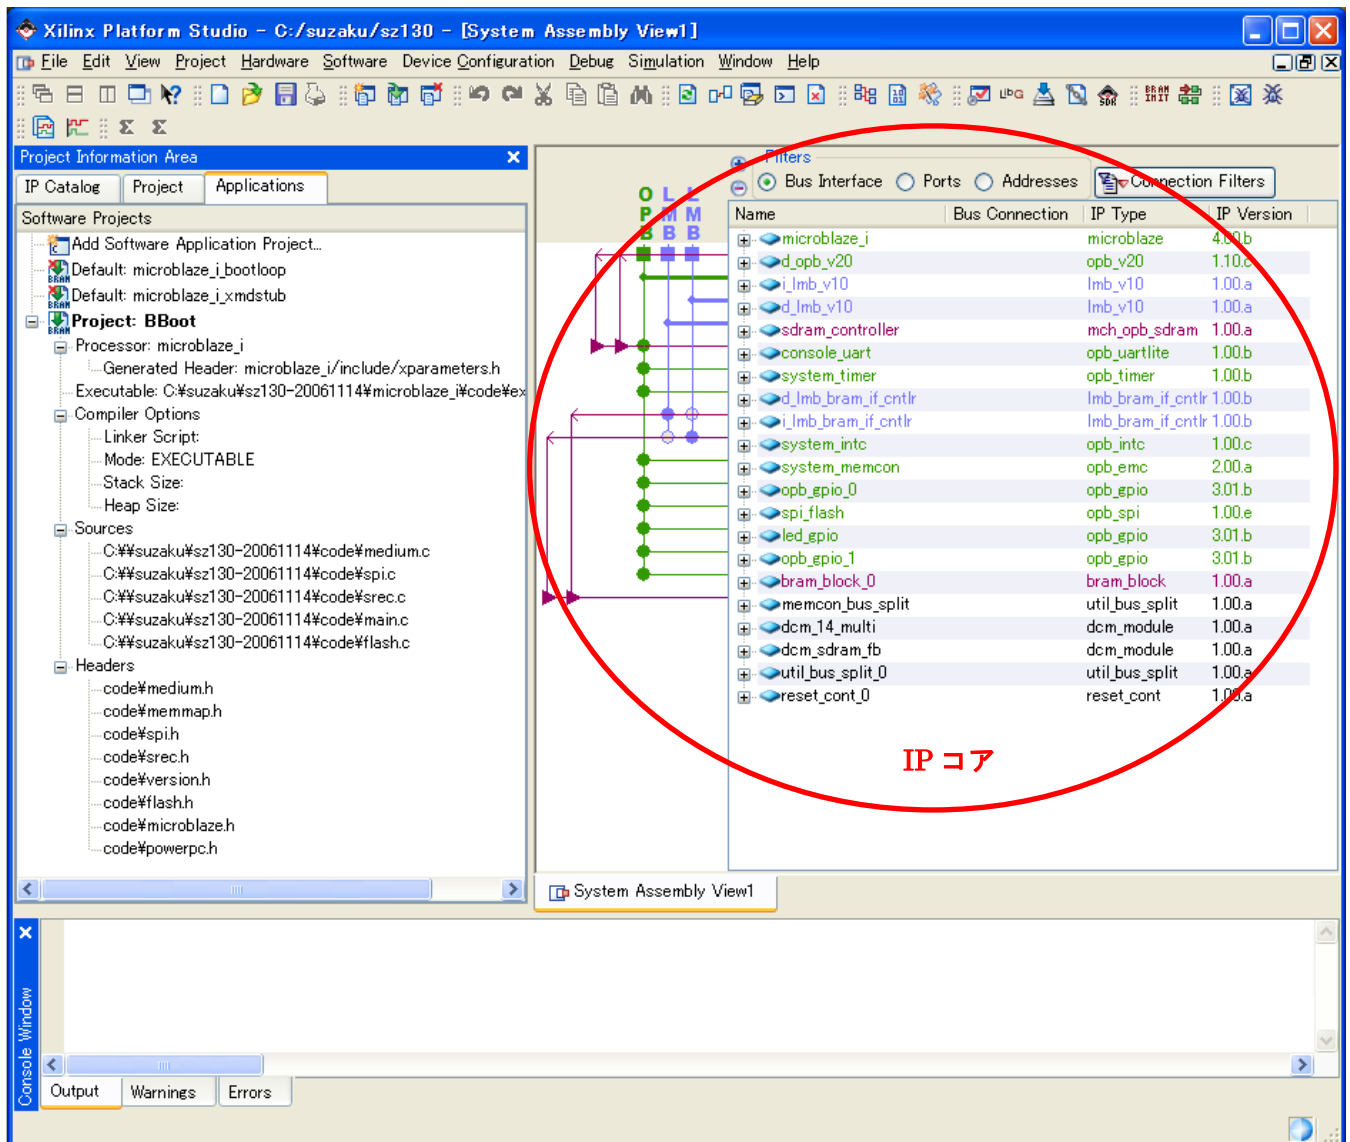 Xilinx Platform Studio - C:/suzaku/sz130 - [System Assembly View1]
File Edit View Project Hardware Software Device Configuration Debug Simulation Window Help
Project Information Area
IP Catalog Project Applications
Software Projects
Add Software Application Project...
Default: microblaze_i_bootloop
Default: microblaze_i_xmdstub
Project: BBoot
Processor: microblaze_i
Generated Header: microblaze_i/include/xparameters.h
Executable: C:¥suzaku¥sz130-20061114¥microblaze_i¥code¥ex
Compiler Options
Linker Script:
Mode: EXECUTABLE
Stack Size:
Heap Size:
Sources
C:¥¥suzaku¥sz130-20061114¥code¥medium.c
C:¥¥suzaku¥sz130-20061114¥code¥spi.c
C:¥¥suzaku¥sz130-20061114¥code¥srec.c
C:¥¥suzaku¥sz130-20061114¥code¥main.c
C:¥¥suzaku¥sz130-20061114¥code¥flash.c
Headers
code¥medium.h
code¥memmap.h
code¥spi.h
code¥srec.h
code¥version.h
code¥flash.h
code¥microblaze.h
code¥powerpc.h
OPB LMB LMB
Filters
Bus Interface Ports Addresses Connection Filters
Name Bus Connection IP Type IP Version
microblaze_i microblaze 4.00.b
d_opb_v20 opb_v20 1.10.c
i_lmb_v10 lmb_v10 1.00.a
d_lmb_v10 lmb_v10 1.00.a
sdram_controller mch_opb_sdram 1.00.a
console_uart opb_uartlite 1.00.b
system_timer opb_timer 1.00.b
d_lmb_bram_if_cntlr lmb_bram_if_cntlr 1.00.b
i_lmb_bram_if_cntlr lmb_bram_if_cntlr 1.00.b
system_intc opb_intc 1.00.c
system_memcon opb_emc 2.00.a
opb_gpio_0 opb_gpio 3.01.b
spi_flash opb_spi 1.00.e
led_gpio opb_gpio 3.01.b
opb_gpio_1 opb_gpio 3.01.b
bram_block_0 bram_block 1.00.a
memcon_bus_split util_bus_split 1.00.a
dcm_14_multi dcm_module 1.00.a
dcm_sdram_fb dcm_module 1.00.a
util_bus_split_0 util_bus_split 1.00.a
reset_cont_0 reset_cont 1.00.a
IP コア
System Assembly View1
Console Window
Output Warnings Errors